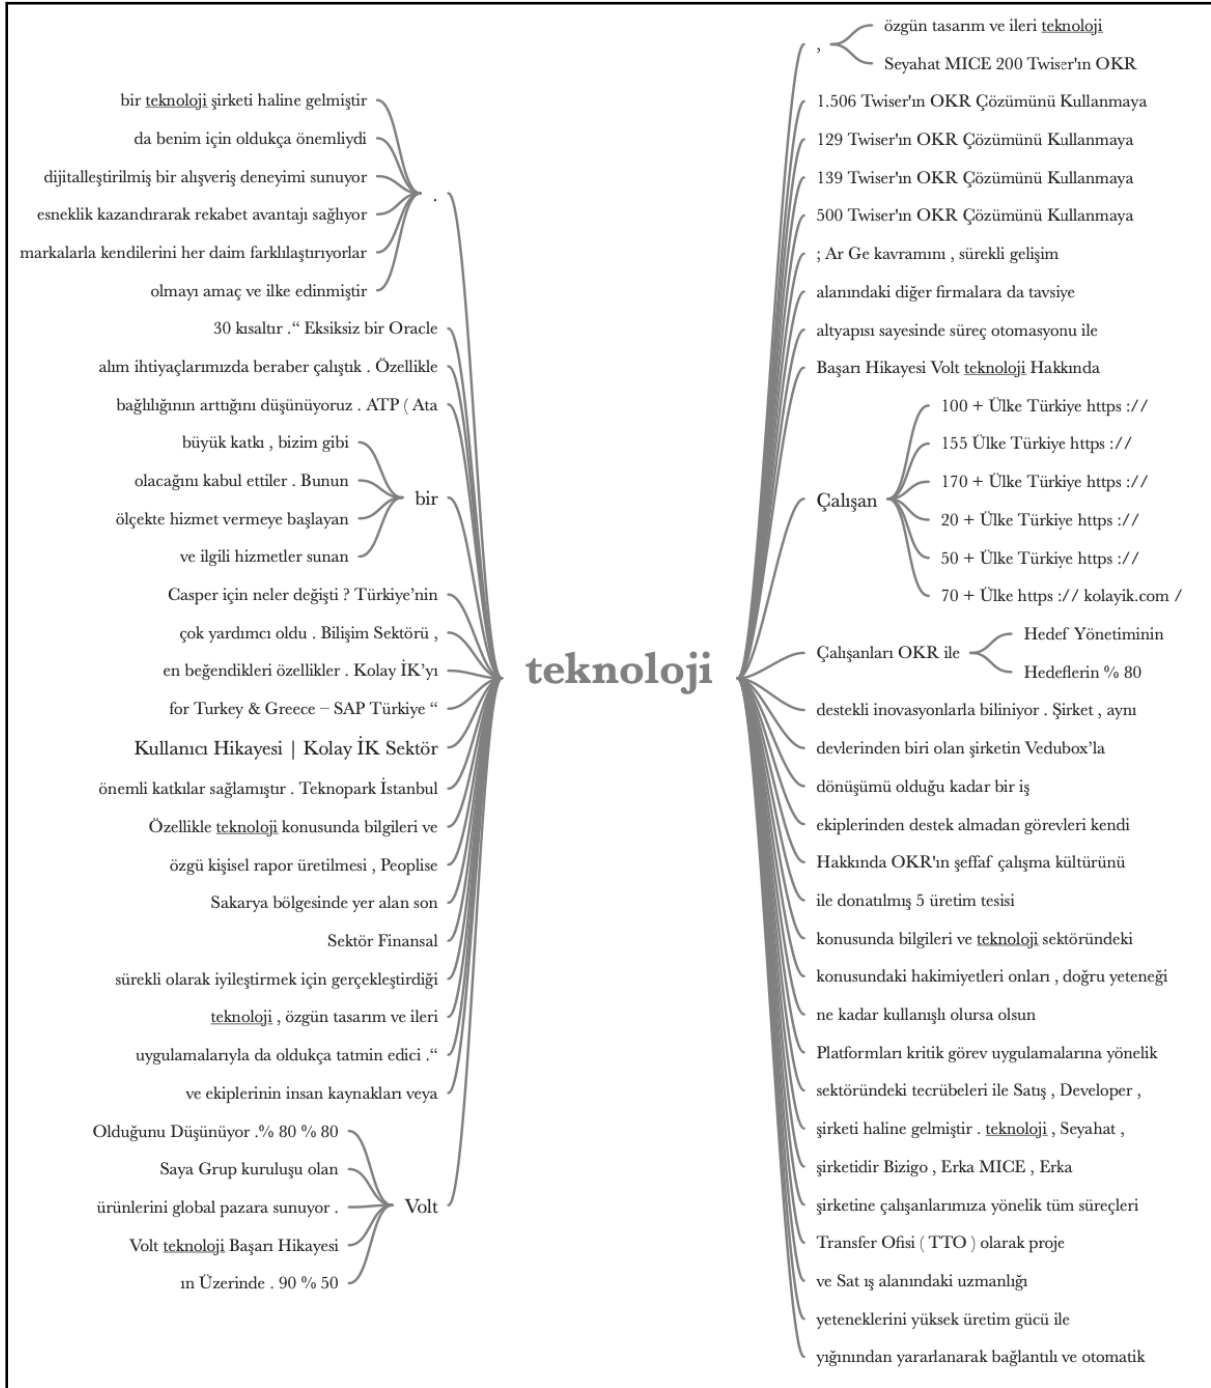 bir teknoloji şirketi haline gelmiştir
da benim için oldukça önemliydi
dijitalleştirilmiş bir alışveriş deneyimi sunuyor
esneklik kazandırarak rekabet avantajı sağlıyor
markalarla kendilerini her daim farklılaştırıyorlar
olmayı amaç ve ilke edinmiştir
.
30 kısaltır .“ Eksiksiz bir Oracle
alım ihtiyaçlarımızda beraber çalıştık . Özellikle
bağlılığının arttığını düşünüyoruz . ATP ( Ata
büyük katkı , bizim gibi
olacağını kabul ettiler . Bunun
ölçekte hizmet vermeye başlayan
ve ilgili hizmetler sunan
bir
Casper için neler değişti ? Türkiye’nin
çok yardımcı oldu . Bilişim Sektörü ,
en beğendikleri özellikler . Kolay İK’yı
for Turkey & Greece – SAP Türkiye “
Kullanıcı Hikayesi | Kolay İK Sektör
önemli katkılar sağlamıştır . Teknopark İstanbul
Özellikle teknoloji konusunda bilgileri ve
özgü kişisel rapor üretilmesi , Peoplise
Sakarya bölgesinde yer alan son
Sektör Finansal
sürekli olarak iyileştirmek için gerçekleştirdiği
teknoloji , özgün tasarım ve ileri
uygulamalarıyla da oldukça tatmin edici .“
ve ekiplerinin insan kaynakları veya
Olduğunu Düşünüyor .% 80 % 80
Saya Grup kuruluşu olan
ürünlerini global pazara sunuyor .
Volt teknoloji Başarı Hikayesi
ın Üzerinde . 90 % 50
Volt
teknoloji
,
özgün tasarım ve ileri teknoloji
Seyahat MICE 200 Twiser'ın OKR
1.506 Twiser'ın OKR Çözümünü Kullanmaya
129 Twiser'ın OKR Çözümünü Kullanmaya
139 Twiser'ın OKR Çözümünü Kullanmaya
500 Twiser'ın OKR Çözümünü Kullanmaya
; Ar Ge kavramını , sürekli gelişim
alanındaki diğer firmalara da tavsiye
altyapısı sayesinde süreç otomasyonu ile
Başarı Hikayesi Volt teknoloji Hakkında
Çalışan
100 + Ülke Türkiye https ://
155 Ülke Türkiye https ://
170 + Ülke Türkiye https ://
20 + Ülke Türkiye https ://
50 + Ülke Türkiye https ://
70 + Ülke https :// kolayik.com /
Çalışanları OKR ile
Hedef Yönetiminin
Hedeflerin % 80
destekli inovasyonlarla biliniyor . Şirket , aynı
devlerinden biri olan şirketin Vedubox’la
dönüşümü olduğu kadar bir iş
ekiplerinden destek almadan görevleri kendi
Hakkında OKR'ın şeffaf çalışma kültürünü
ile donatılmış 5 üretim tesisi
konusunda bilgileri ve teknoloji sektöründeki
konusundaki hakimiyetleri onları , doğru yeteneği
ne kadar kullanışlı olursa olsun
Platformları kritik görev uygulamalarına yönelik
sektöründeki tecrübeleri ile Satış , Developer ,
şirketi haline gelmiştir . teknoloji , Seyahat ,
şirketidir Bizigo , Erka MICE , Erka
şirketine çalışanlarımıza yönelik tüm süreçleri
Transfer Ofisi ( TTO ) olarak proje
ve Sat ış alanındaki uzmanlığı
yeteneklerini yüksek üretim gücü ile
yığınından yararlanarak bağlantılı ve otomatik